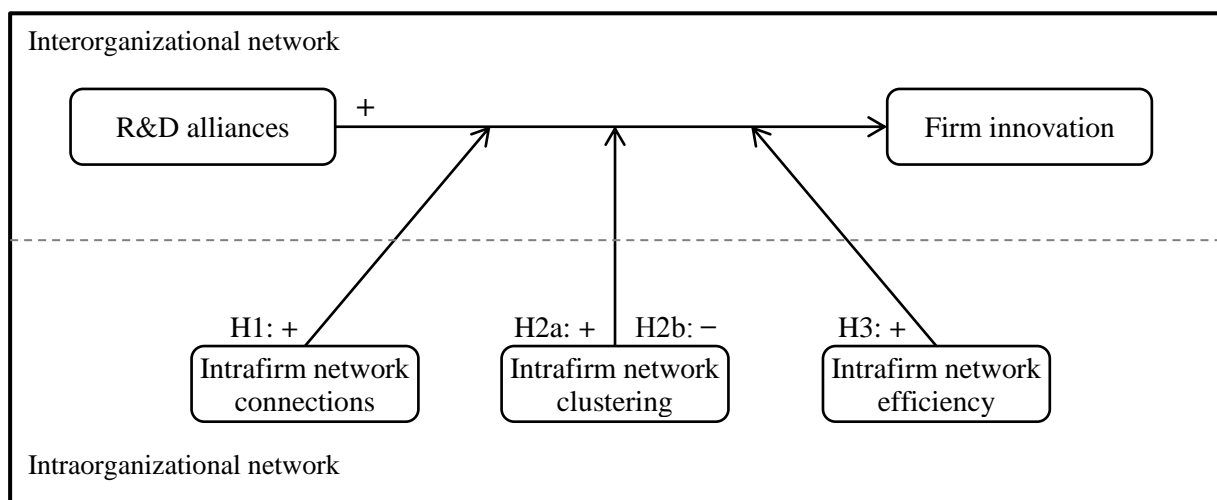 Interorganizational network
R&D alliances
+
Firm innovation
H1: +
H2a: +
H2b: −
H3: +
Intrafirm network
connections
Intrafirm network
clustering
Intrafirm network
efficiency
Intraorganizational network